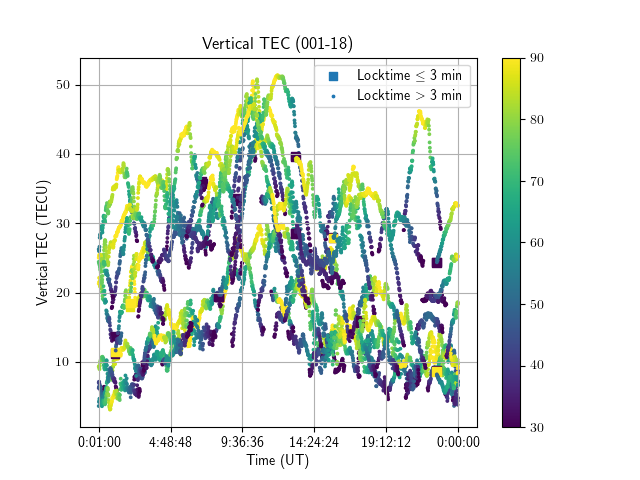 Vertical TEC (001-18)
Locktime ≤ 3 min
Locktime > 3 min
Vertical TEC (TECU)
50
40
30
20
10
0:01:00 4:48:48 9:36:36 14:24:24 19:12:12 0:00:00
Time (UT)
90
80
70
60
50
40
30